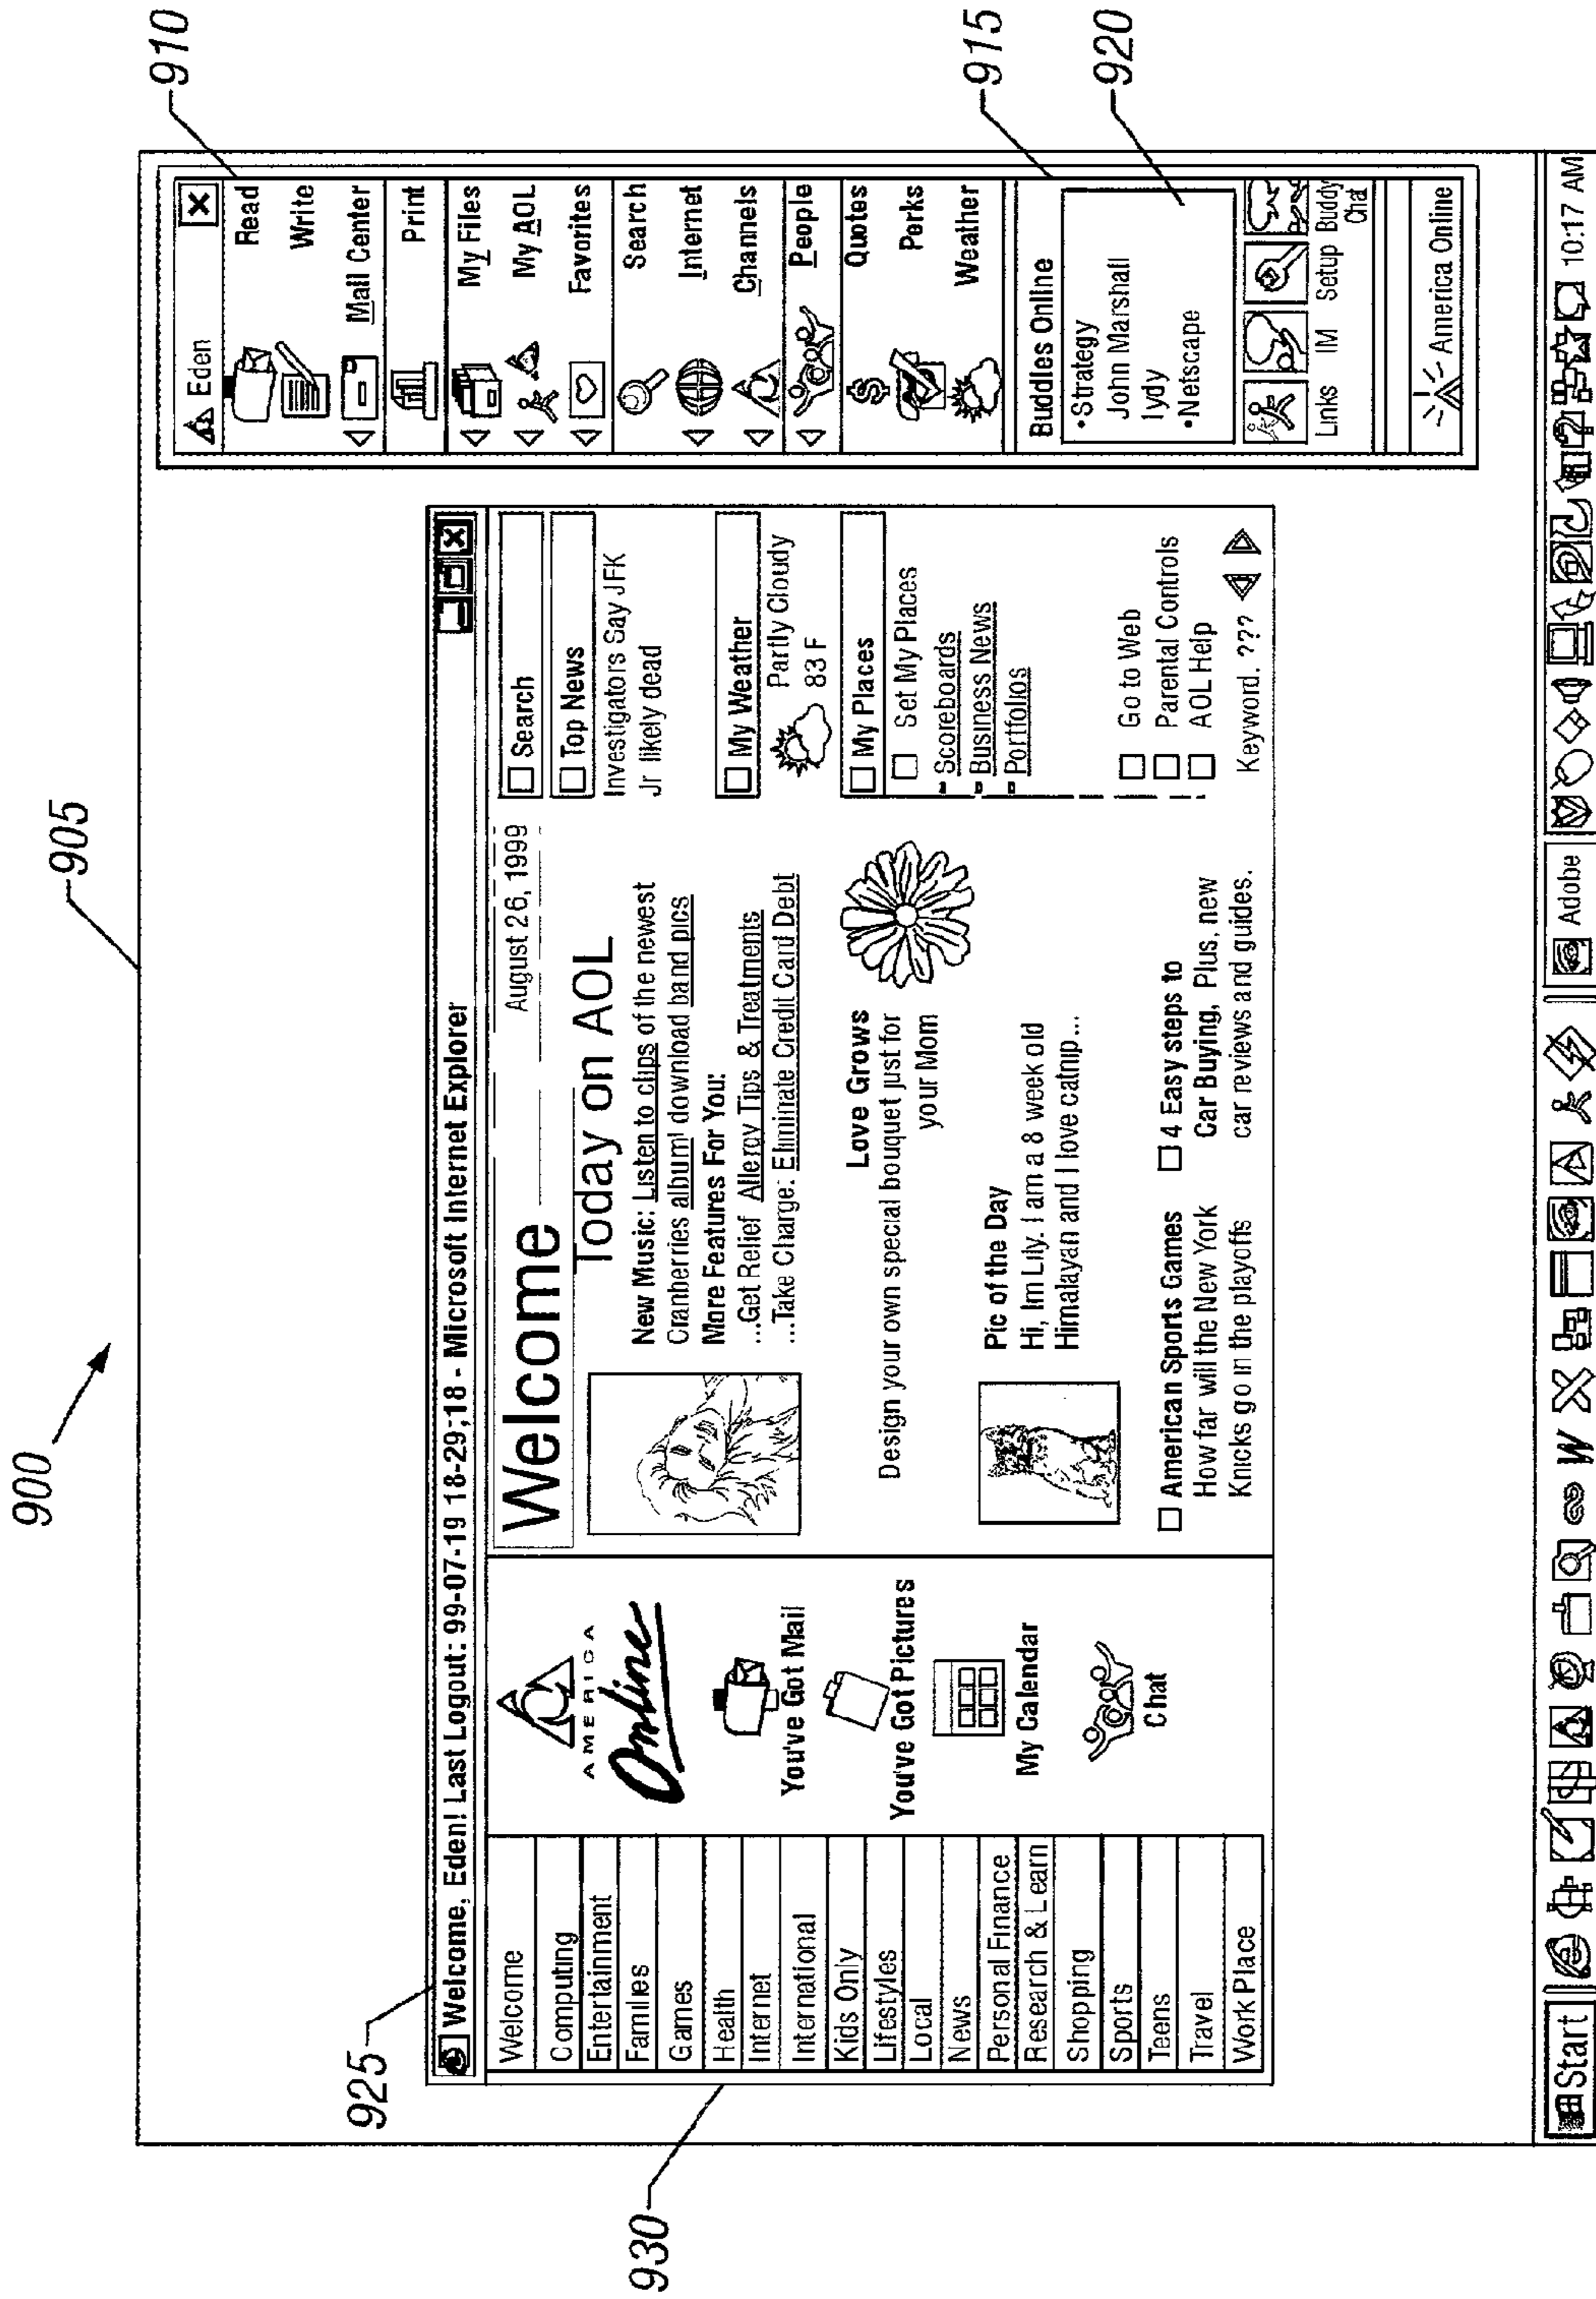 900
905
925
930
Welcome, Eden! Last Logout: 99-07-19 18-29;18 - Microsoft Internet Explorer
Welcome
Computing
Entertainment
Families
Games
Health
Internet
International
Kids Only
Lifestyles
Local
News
Personal Finance
Research & Learn
Shopping
Sports
Teens
Travel
Work Place
AMERICA
Online
You've Got Mail
You've Got Pictures
My Calendar
Chat
Welcome
August 26, 1999
Today on AOL
New Music: Listen to clips of the newest
Cranberries album! download band pics
More Features For You:
...Get Relief Allergy Tips & Treatments
...Take Charge: Eliminate Credit Card Debt
Love Grows
Design your own special bouquet just for
your Mom
Pic of the Day
Hi, Im Lily. I am a 8 week old
Himalayan and I love catnip...
American Sports Games
How far will the New York
Knicks go in the playoffs
4 Easy steps to
Car Buying, Plus, new
car reviews and guides.
Search
Top News
Investigators Say JFK
Jr likely dead
My Weather
Partly Cloudy
83 F
My Places
Set My Places
Scoreboards
Business News
Portfolios
Go to Web
Parental Controls
AOL Help
Keyword. ???
910
Eden
Read
Write
Mail Center
Print
My Files
My AOL
Favorites
Search
Internet
Channels
People
Quotes
Perks
Weather
915
Buddies Online
920
•Strategy
John Marshall
lydy
•Netscape
Links
IM
Setup
Buddy
Chat
America Online
Start
W
Adobe
10:17 AM